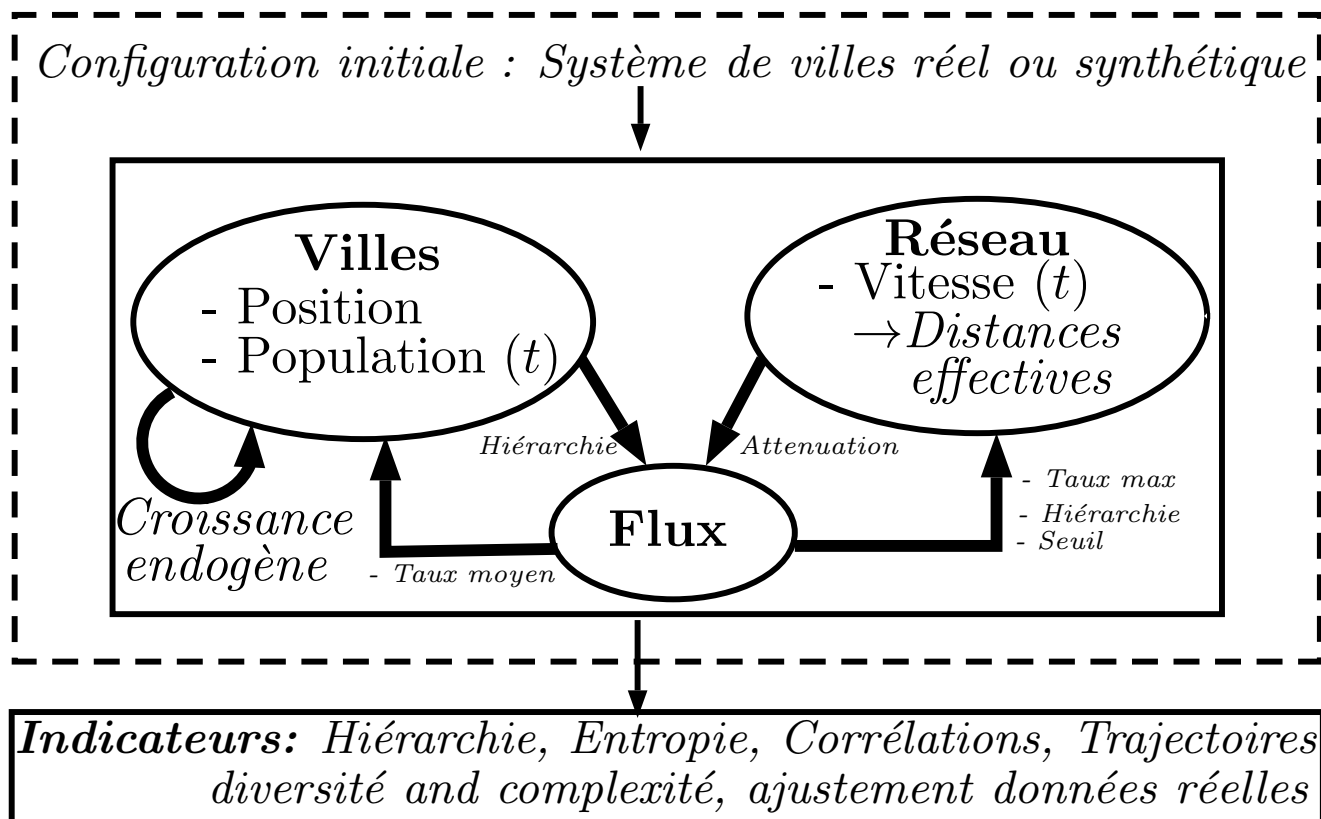 Configuration initiale : Système de villes réel ou synthétique
Villes
- Position
- Population (t)
Réseau
- Vitesse (t)
→Distances
effectives
Hiérarchie
Attenuation
Croissance
endogène
Flux
- Taux moyen
- Taux max
- Hiérarchie
- Seuil
Indicateurs: Hiérarchie, Entropie, Corrélations, Trajectoires
diversité and complexité, ajustement données réelles